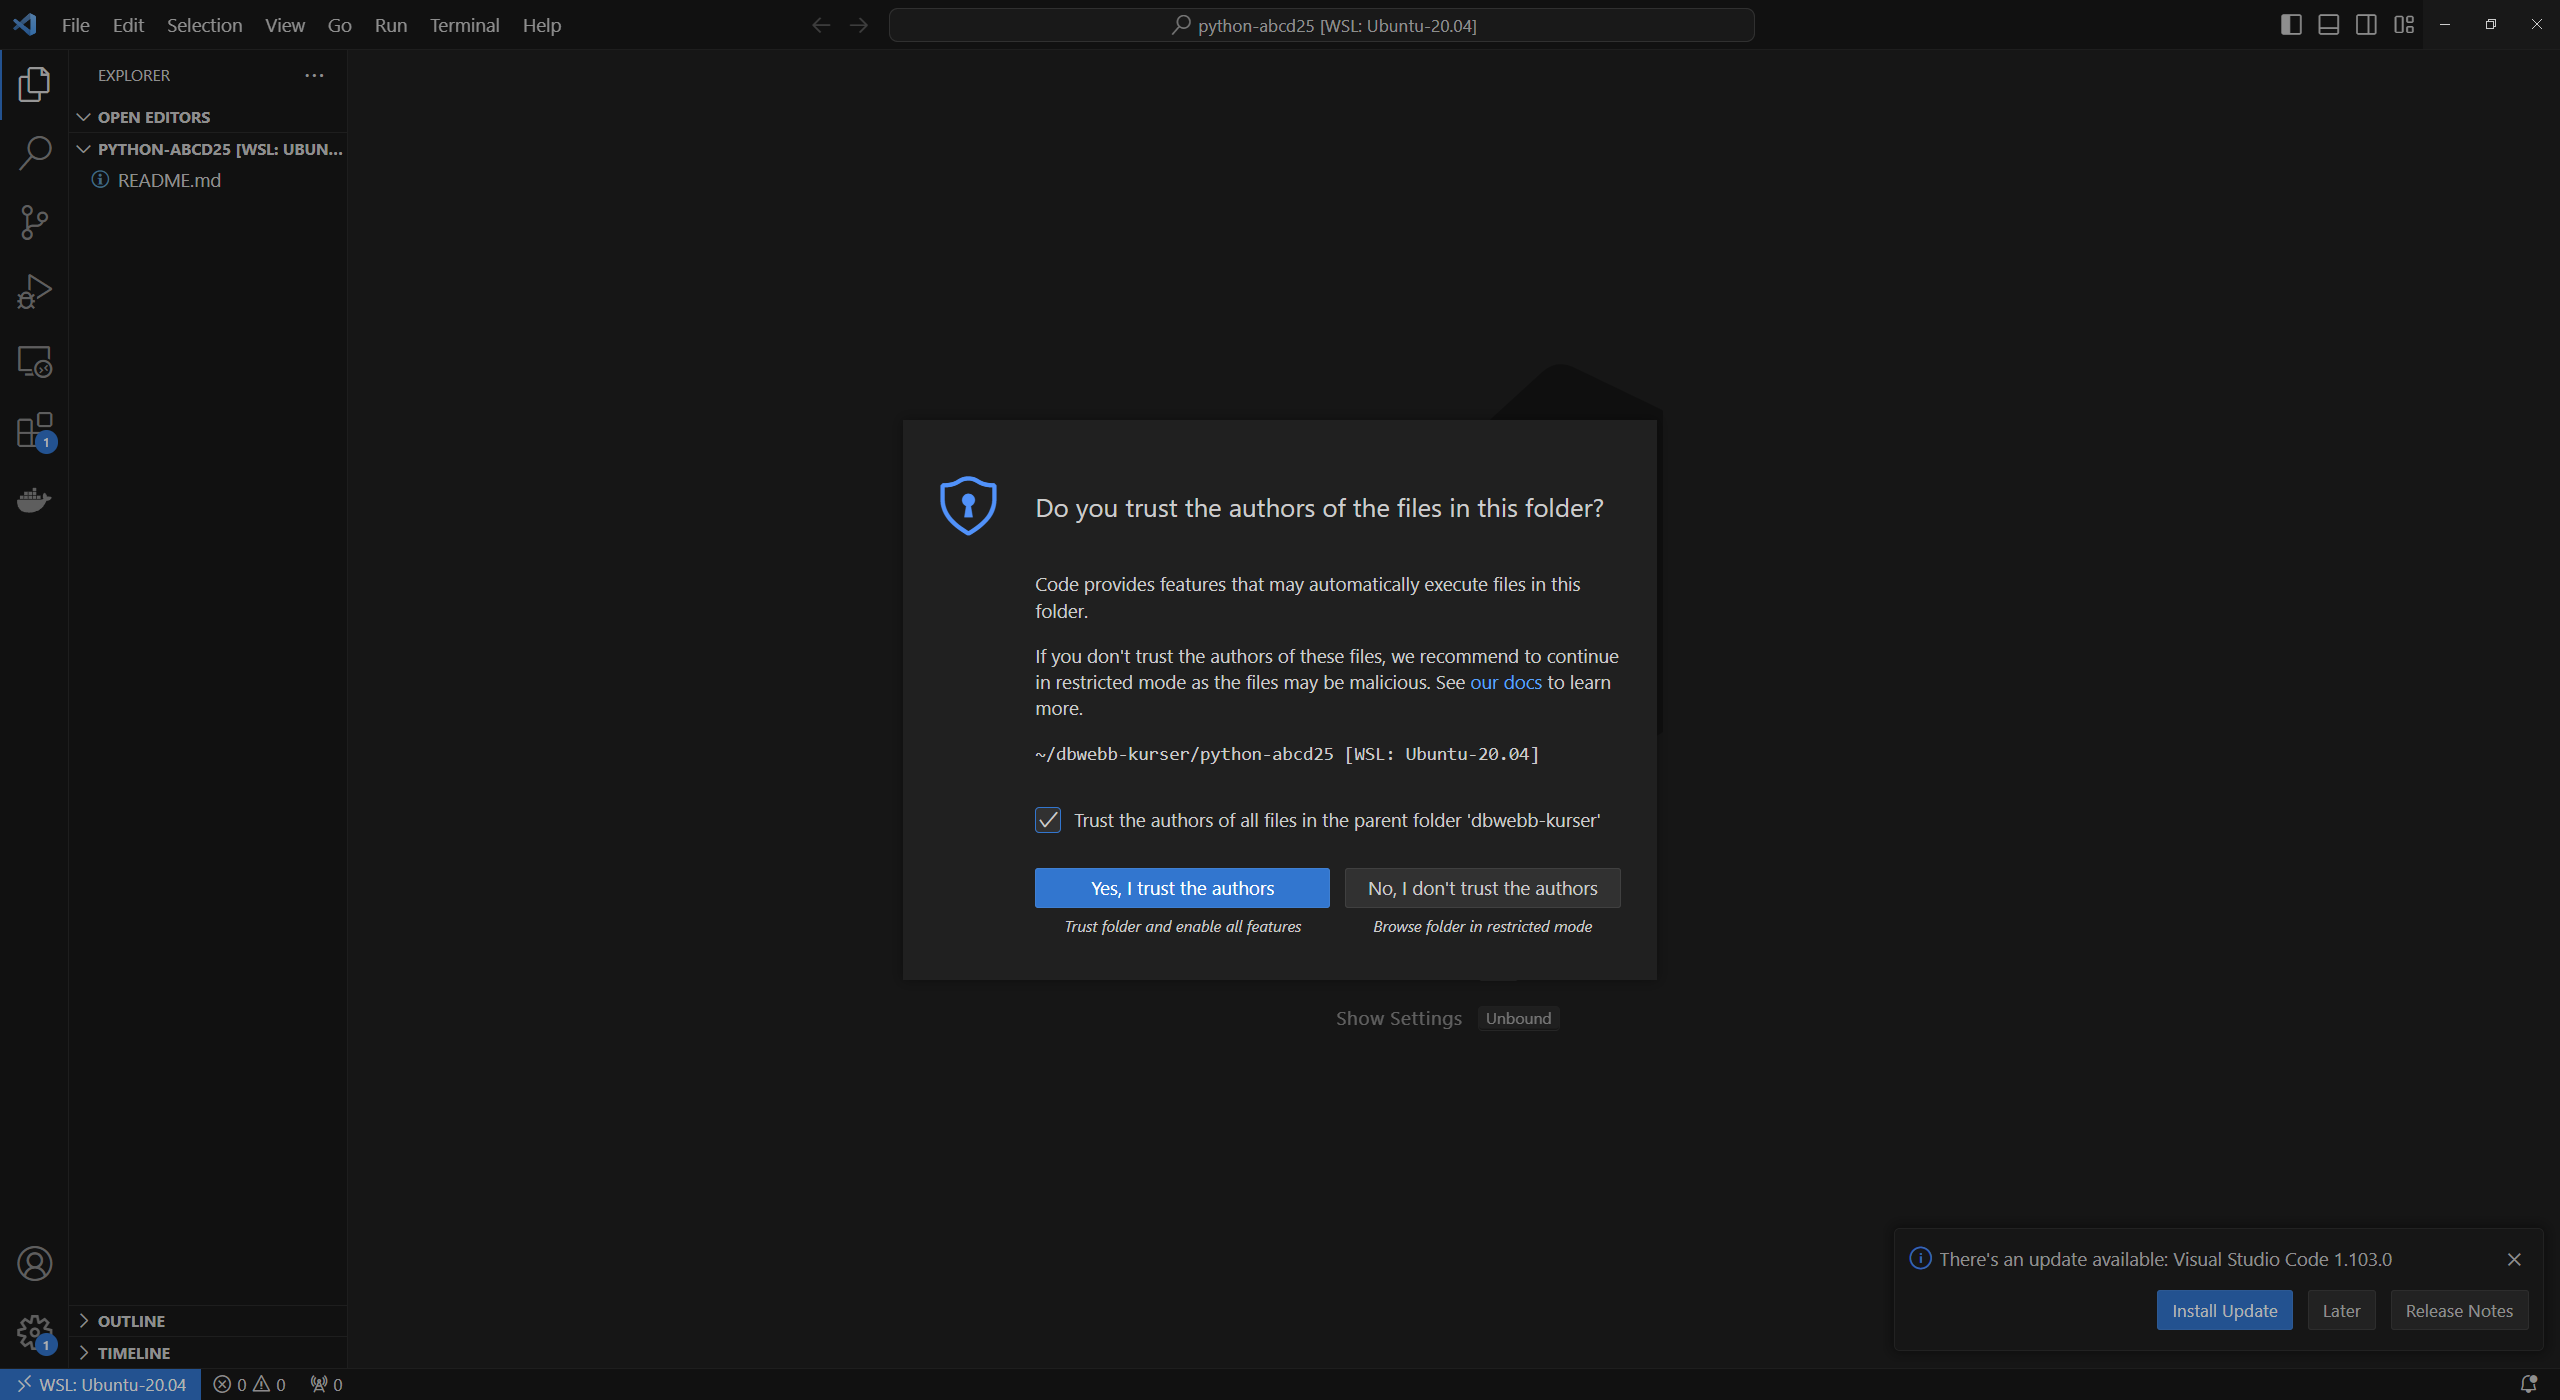 File Edit Selection View Go Run Terminal Help
python-abcd25 [WSL: Ubuntu-20.04]
EXPLORER
OPEN EDITORS
PYTHON-ABCD25 [WSL: UBUN...
README.md
1
Do you trust the authors of the files in this folder?
Code provides features that may automatically execute files in this
folder.
If you don't trust the authors of these files, we recommend to continue
in restricted mode as the files may be malicious. See our docs to learn
more.
~/dbwebb-kurser/python-abcd25 [WSL: Ubuntu-20.04]
Trust the authors of all files in the parent folder 'dbwebb-kurser'
Yes, I trust the authors No, I don't trust the authors
Trust folder and enable all features Browse folder in restricted mode
Show Settings Unbound
There's an update available: Visual Studio Code 1.103.0
Install Update Later Release Notes
OUTLINE
1
TIMELINE
WSL: Ubuntu-20.04 0 0 0